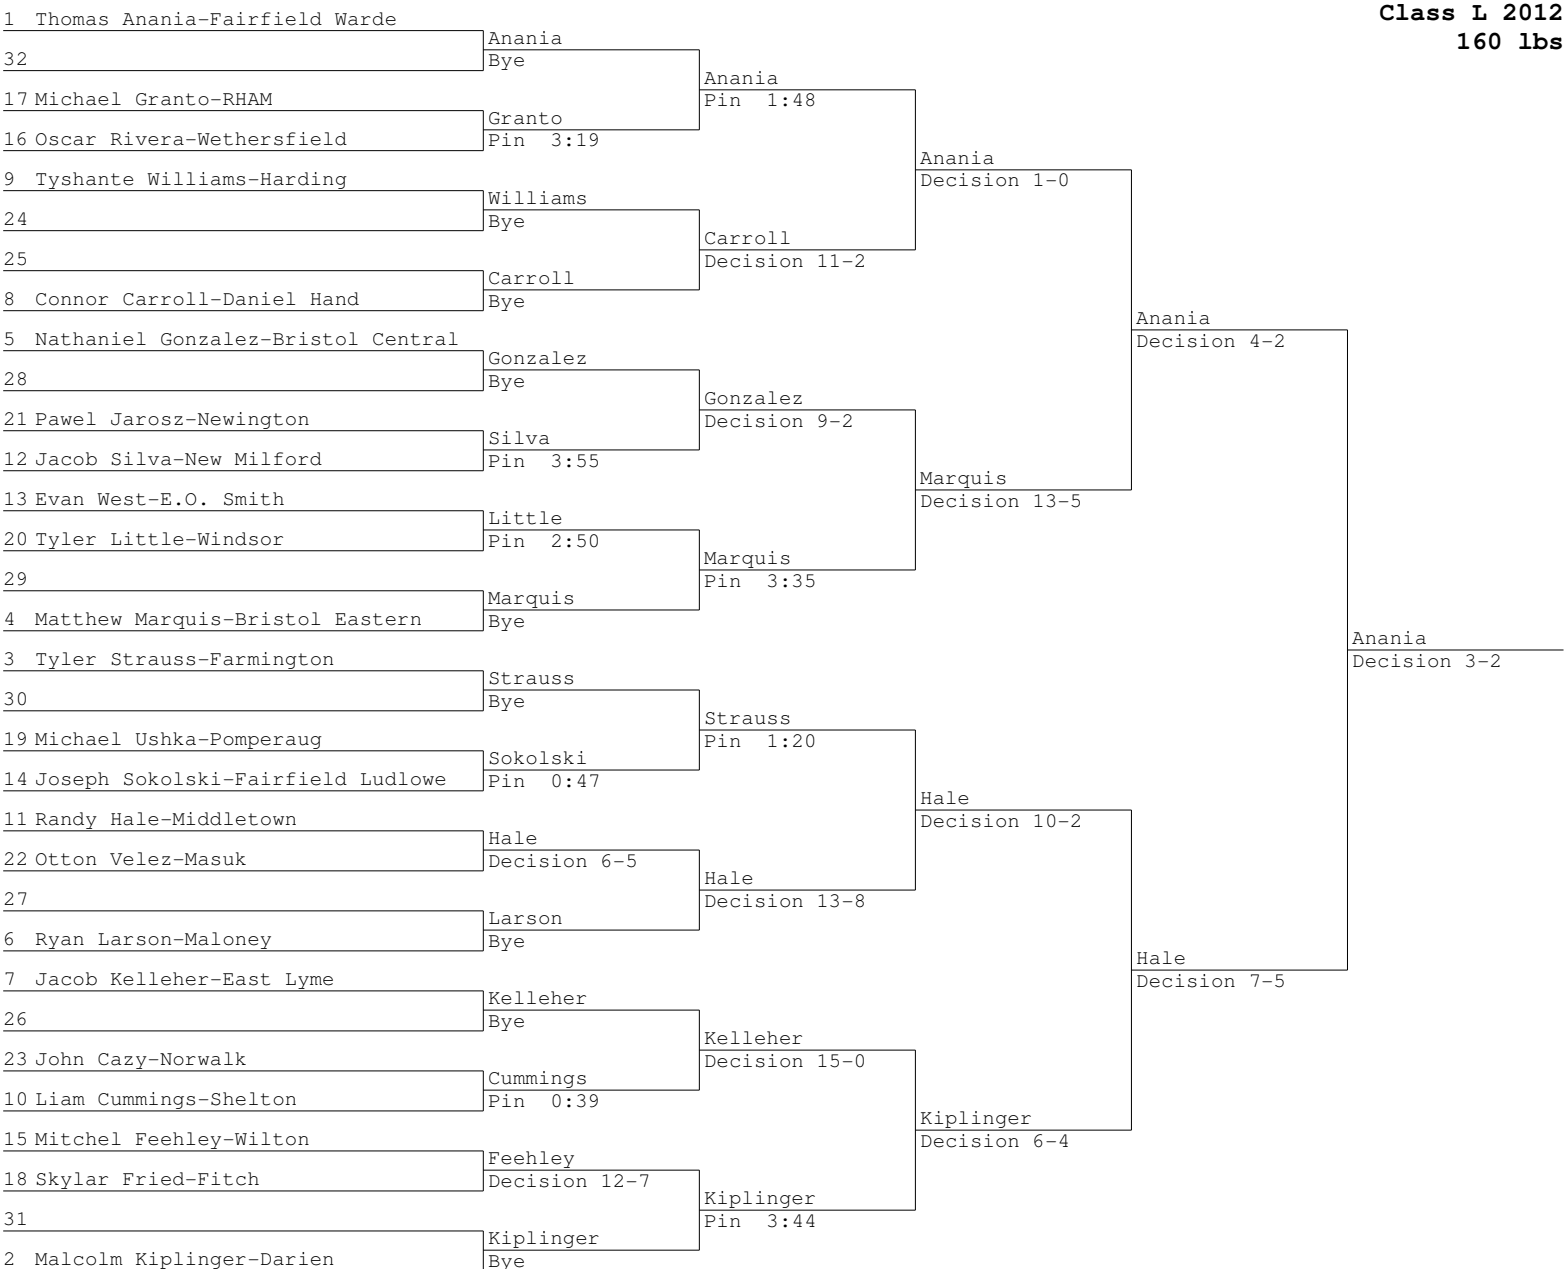 Class L 2012
160 lbs
1 Thomas Anania-Fairfield Warde
32
17 Michael Granto-RHAM
16 Oscar Rivera-Wethersfield
9 Tyshante Williams-Harding
24
25
8 Connor Carroll-Daniel Hand
5 Nathaniel Gonzalez-Bristol Central
28
21 Pawel Jarosz-Newington
12 Jacob Silva-New Milford
13 Evan West-E.O. Smith
20 Tyler Little-Windsor
29
4 Matthew Marquis-Bristol Eastern
3 Tyler Strauss-Farmington
30
19 Michael Ushka-Pomperaug
14 Joseph Sokolski-Fairfield Ludlowe
11 Randy Hale-Middletown
22 Otton Velez-Masuk
27
6 Ryan Larson-Maloney
7 Jacob Kelleher-East Lyme
26
23 John Cazy-Norwalk
10 Liam Cummings-Shelton
15 Mitchel Feehley-Wilton
18 Skylar Fried-Fitch
31
2 Malcolm Kiplinger-Darien
Anania
Bye
Granto
Pin 3:19
Williams
Bye
Carroll
Bye
Gonzalez
Bye
Silva
Pin 3:55
Little
Pin 2:50
Marquis
Bye
Strauss
Bye
Sokolski
Pin 0:47
Hale
Decision 6-5
Larson
Bye
Kelleher
Bye
Cummings
Pin 0:39
Feehley
Decision 12-7
Kiplinger
Bye
Anania
Pin 1:48
Carroll
Decision 11-2
Gonzalez
Decision 9-2
Marquis
Pin 3:35
Strauss
Pin 1:20
Hale
Decision 13-8
Kelleher
Decision 15-0
Kiplinger
Pin 3:44
Anania
Decision 1-0
Marquis
Decision 13-5
Hale
Decision 10-2
Kiplinger
Decision 6-4
Anania
Decision 4-2
Hale
Decision 7-5
Anania
Decision 3-2